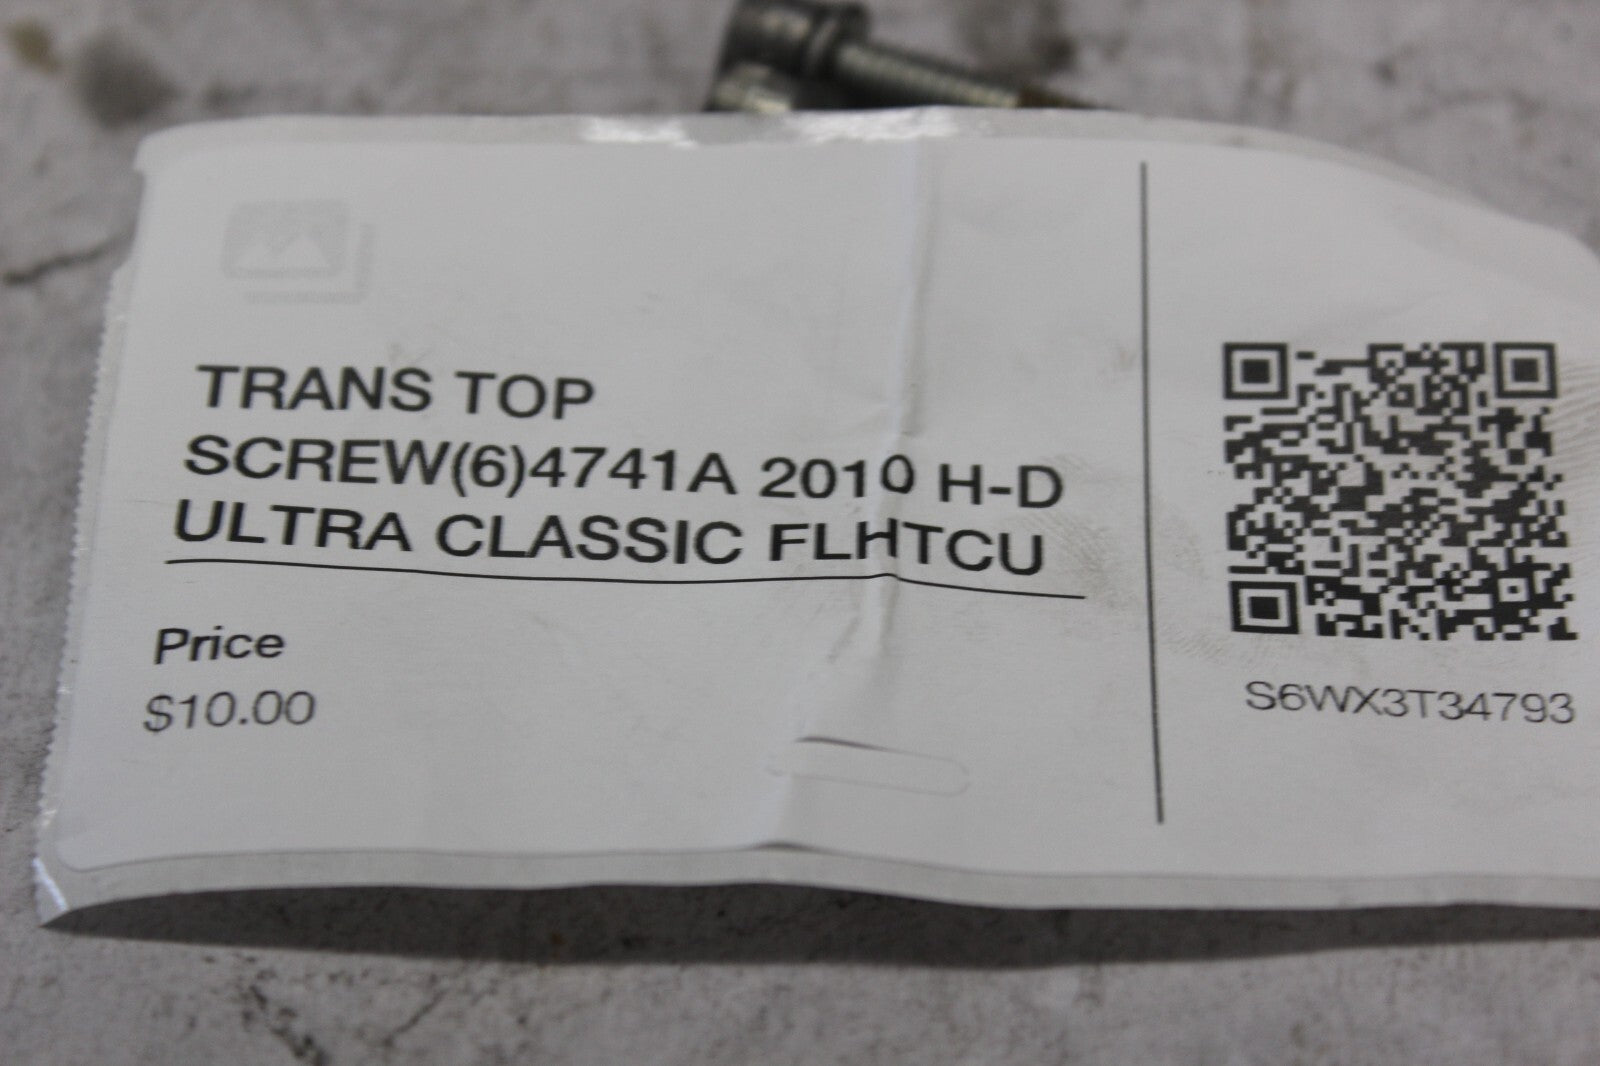 TRANS TOP
SCREW(6)4741A 2010 H-D
ULTRA CLASSIC FLHTCU
Price
$10.00
S6WX3T34793